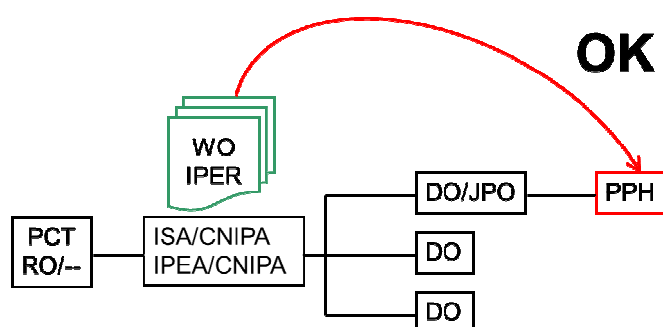 OK
WO
IPER
DO/JPO
PPH
PCT
RO/--
ISA/CNIPA
IPEA/CNIPA
DO
DO